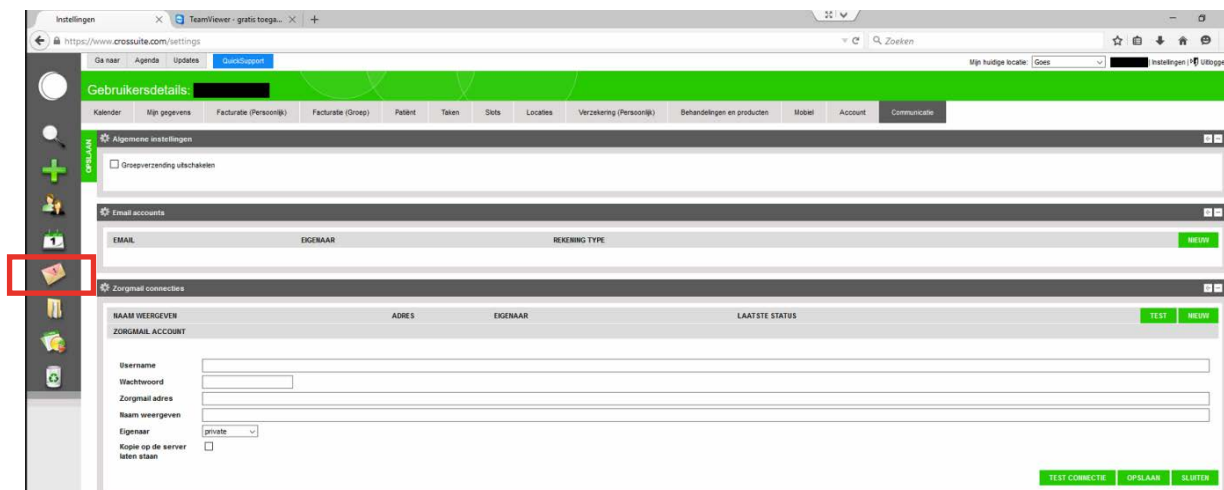 Instellingen
TeamViewer - gratis toega...
https://www.crossuite.com/settings
Zoeken
Ga naar Agenda Updates QuickSupport
Mijn huidige locatie: Goes | Instellingen | Uitlogge
Gebruikersdetails:
Kalender Mijn gegevens Facturatie (Persoonlijk) Facturatie (Groep) Patiënt Taken Slots Locaties Verzekering (Persoonlijk) Behandelingen en producten Mobiel Account Communicatie
OPSLAAN
Algemene instellingen
Groepverzending uitschakelen
Email accounts
EMAIL EIGENAAR REKENING TYPE NIEUW
Zorgmail connecties
NAAM WEERGEVEN ADRES EIGENAAR LAATSTE STATUS TEST NIEUW
ZORGMAIL ACCOUNT
Username
Wachtwoord
Zorgmail adres
Naam weergeven
Eigenaar private
Kopie op de server
laten staan
TEST CONNECTIE OPSLAAN SLUITEN
1